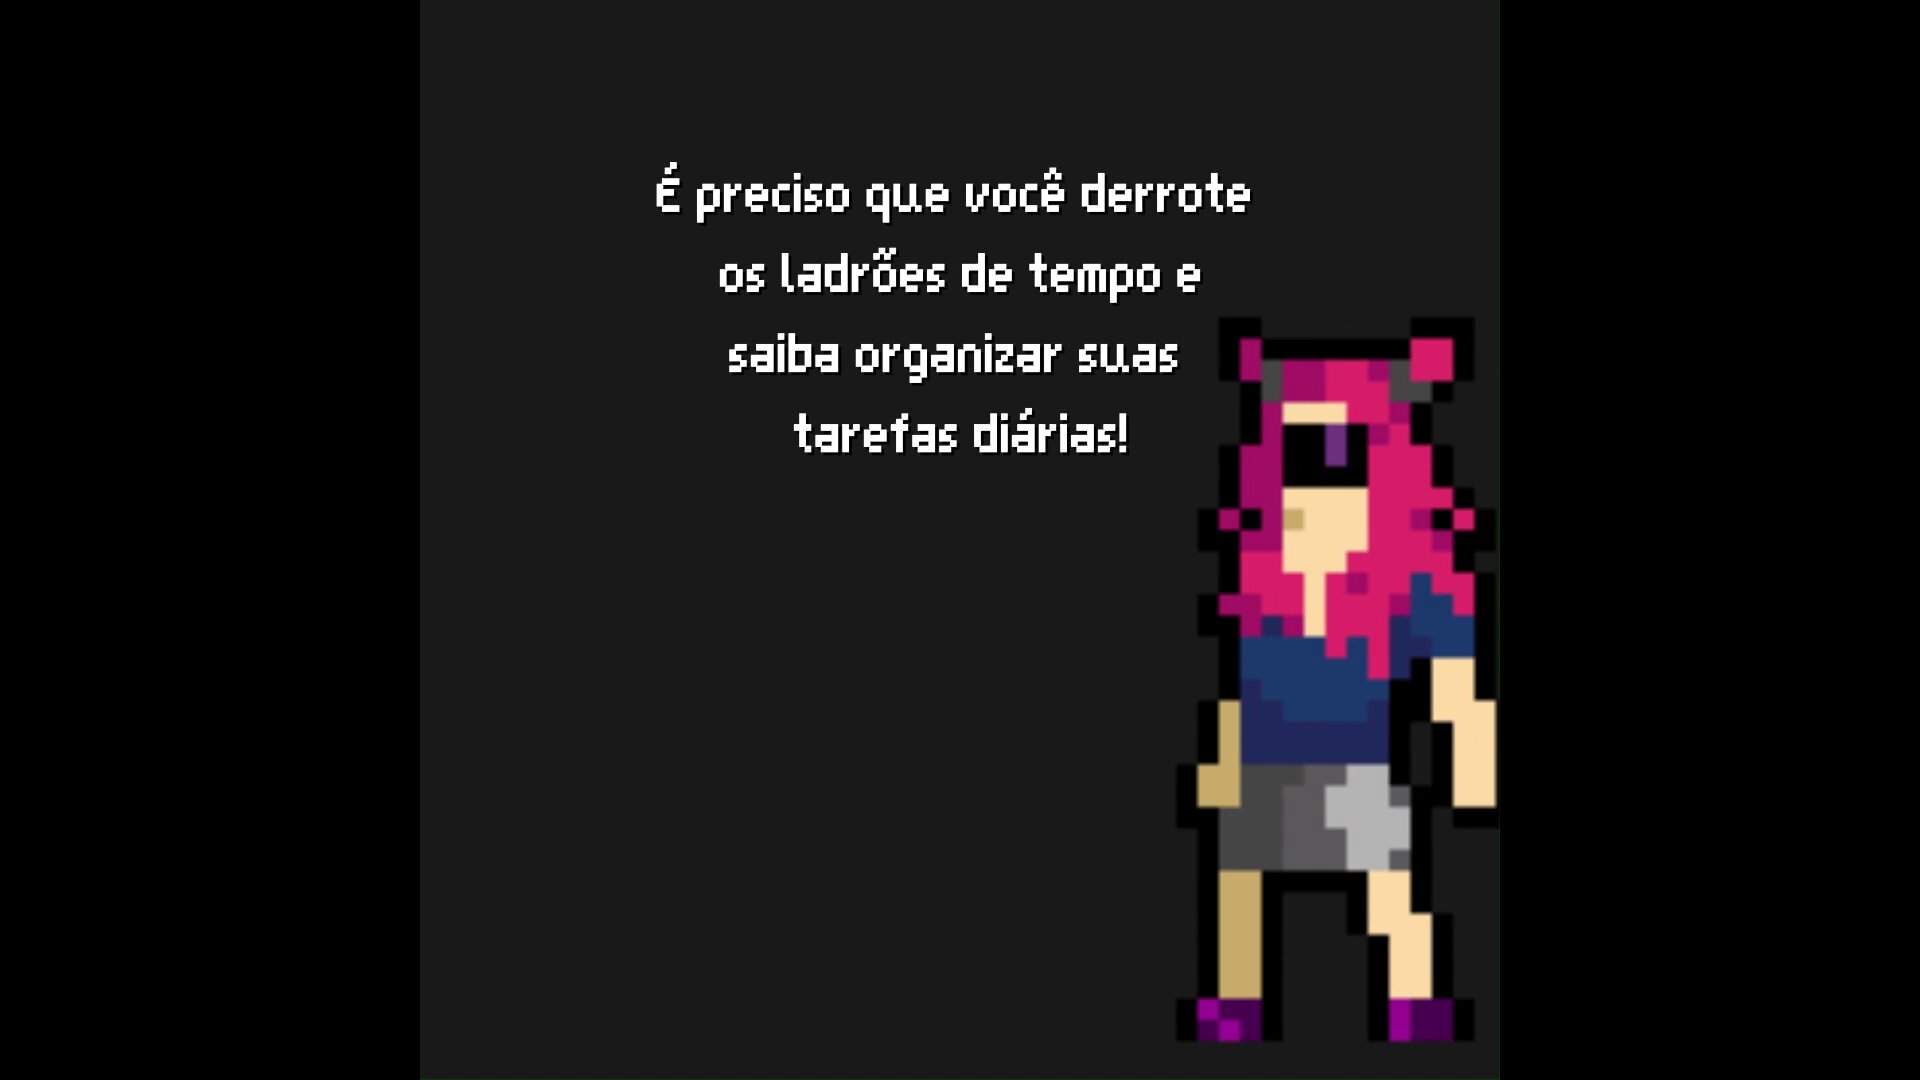 É preciso que você derrote
os ladrões de tempo e
saiba organizar suas
tarefas diárias!